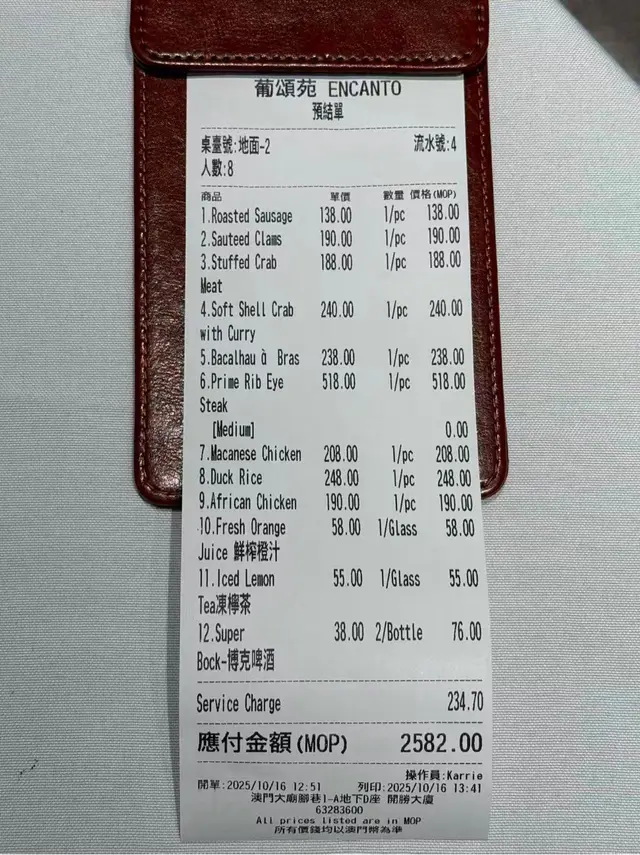 葡頌苑 ENCANTO
預結單
桌臺號:地面-2 流水號:4
人數:8
商品 單價 數量 價格(MOP)
1.Roasted Sausage 138.00 1/pc 138.00
2.Sauteed Clams 190.00 1/pc 190.00
3.Stuffed Crab 188.00 1/pc 188.00
Meat
4.Soft Shell Crab 240.00 1/pc 240.00
with Curry
5.Bacalhau à Bras 238.00 1/pc 238.00
6.Prime Rib Eye 518.00 1/pc 518.00
Steak
[Medium] 0.00
7.Macanese Chicken 208.00 1/pc 208.00
8.Duck Rice 248.00 1/pc 248.00
9.African Chicken 190.00 1/pc 190.00
10.Fresh Orange 58.00 1/Glass 58.00
Juice 鮮榨橙汁
11.Iced Lemon 55.00 1/Glass 55.00
Tea凍檸茶
12.Super 38.00 2/Bottle 76.00
Bock-博克啤酒
Service Charge 234.70
應付金額(MOP) 2582.00
操作員:Karrie
開單:2025/10/16 12:51 列印:2025/10/16 13:41
澳門大廟腳巷1-A地下D座 開勝大廈
63283600
All prices listed are in MOP
所有價錢均以澳門幣為準